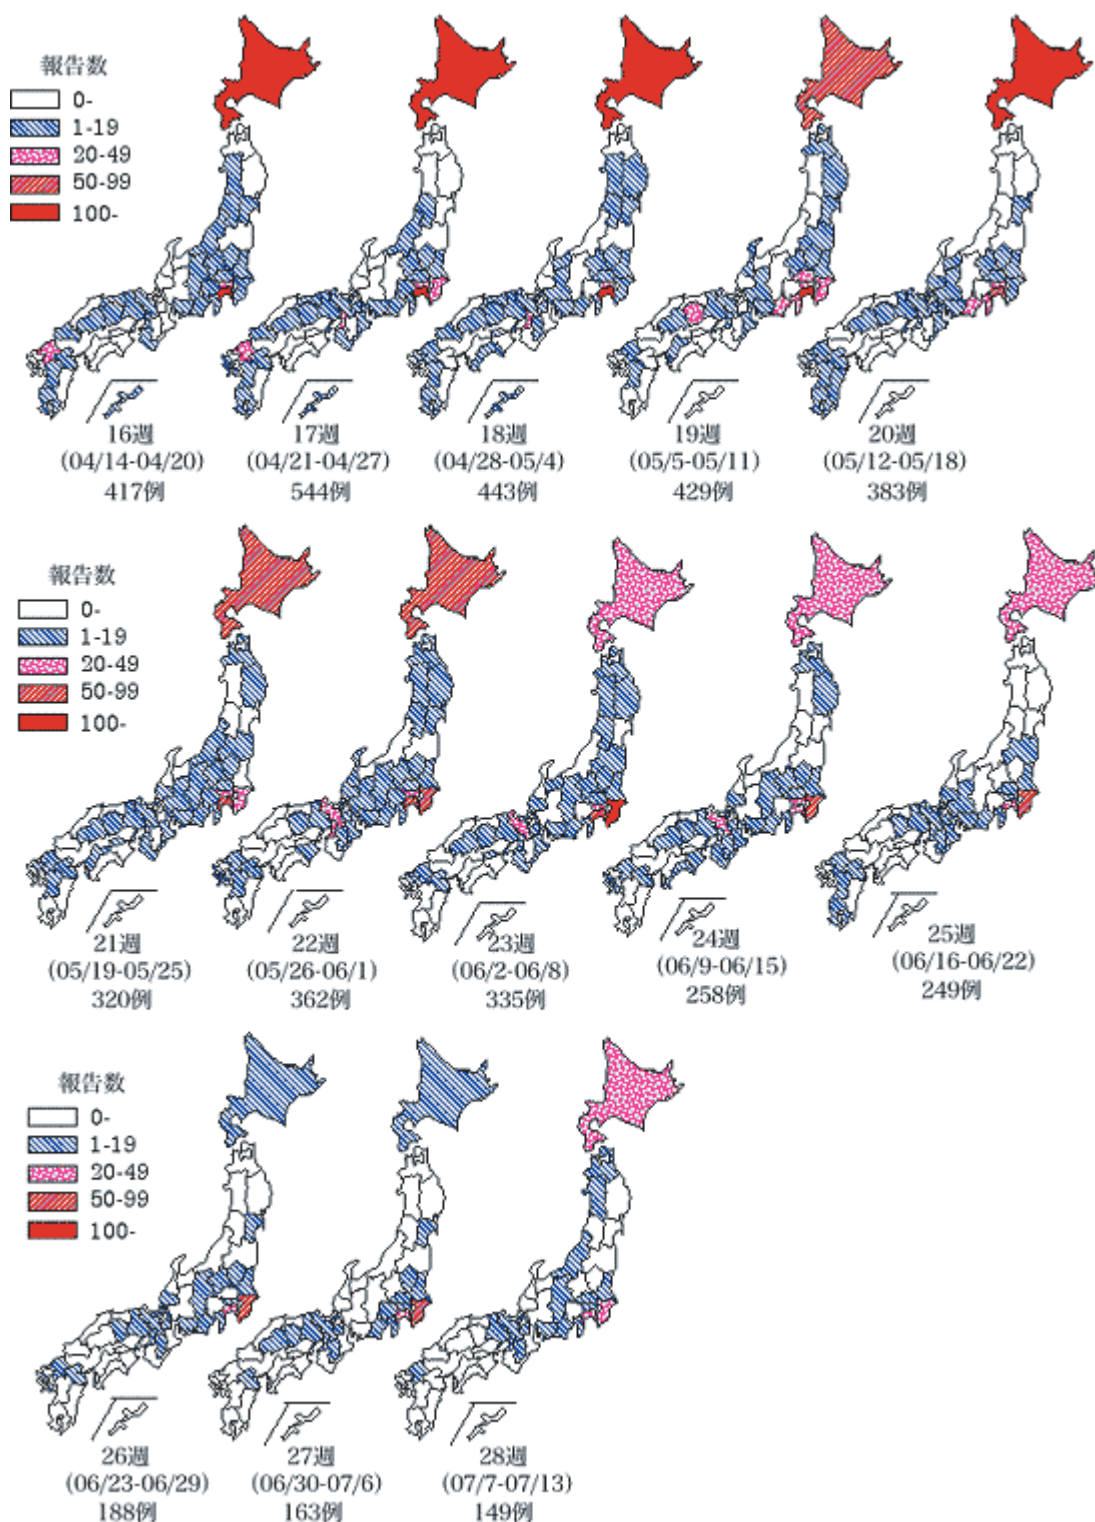 報告数
0-
1-19
20-49
50-99
100-
16週
(04/14-04/20)
417例
17週
(04/21-04/27)
544例
18週
(04/28-05/4)
443例
19週
(05/5-05/11)
429例
20週
(05/12-05/18)
383例
報告数
0-
1-19
20-49
50-99
100-
21週
(05/19-05/25)
320例
22週
(05/26-06/1)
362例
23週
(06/2-06/8)
335例
24週
(06/9-06/15)
258例
25週
(06/16-06/22)
249例
報告数
0-
1-19
20-49
50-99
100-
26週
(06/23-06/29)
188例
27週
(06/30-07/6)
163例
28週
(07/7-07/13)
149例